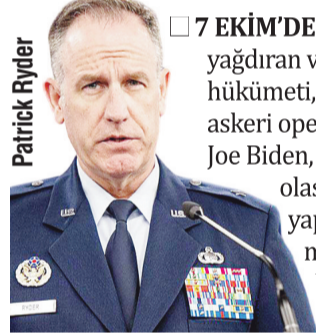 Patrick Ryder
7 EKİM'DE
yağdıran v
hükümeti,
askeri ope
Joe Biden,
olas
yap
m
U.S.
RYDER